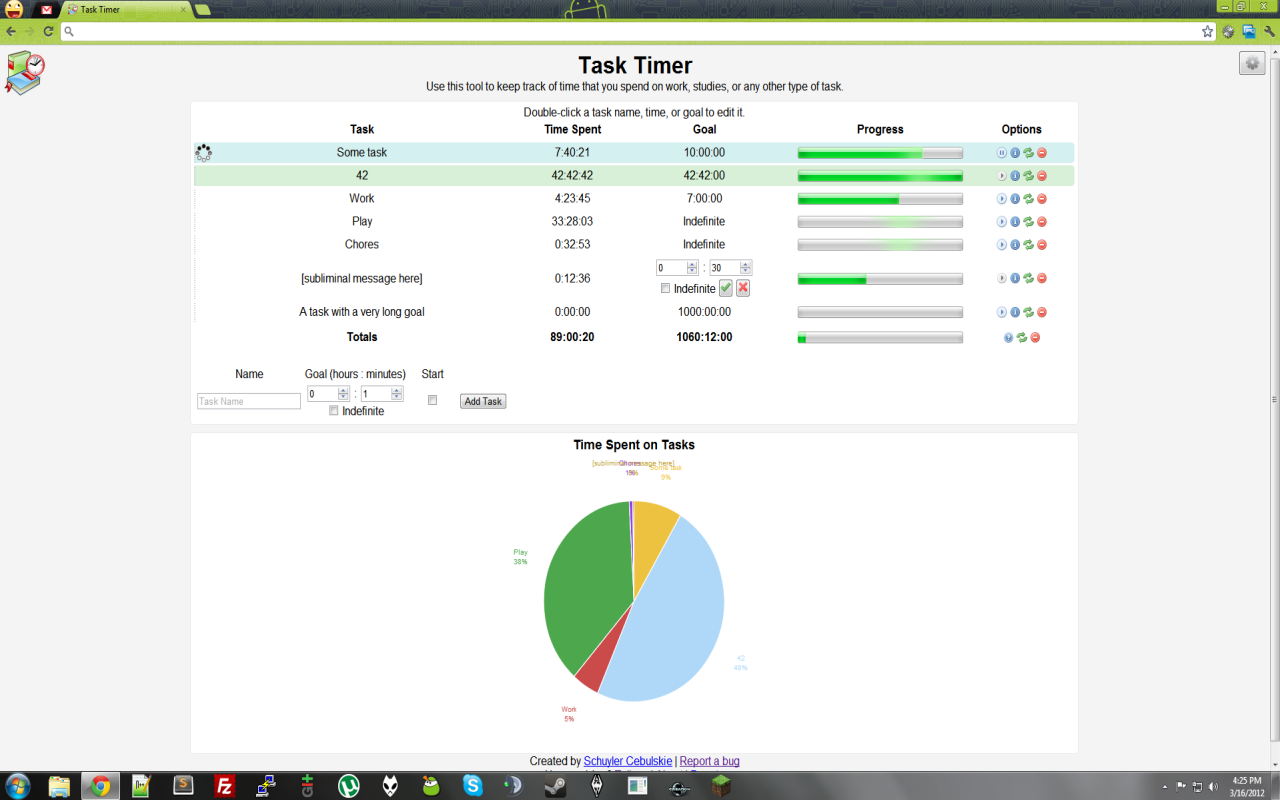 Task Timer
Task Timer
Use this tool to keep track of time that you spend on work, studies, or any other type of task.
Double-click a task name, time, or goal to edit it.
Task Time Spent Goal Progress Options
Some task 7:40:21 10:00:00
42 42:42:42 42:42:00
Work 4:23:45 7:00:00
Play 33:28:03 Indefinite
Chores 0:32:53 Indefinite
[subliminal message here] 0:12:36 0 : 30
Indefinite
A task with a very long goal 0:00:00 1000:00:00
Totals 89:00:20 1060:12:00
Name Goal (hours : minutes) Start
Task Name 0 : 1 Add Task
Indefinite
Time Spent on Tasks
[subliminal message here]
Chores
Some task
1%
9%
Play
38%
42
48%
Work
5%
Created by Schuyler Cebulskie | Report a bug
4:25 PM
3/16/2012